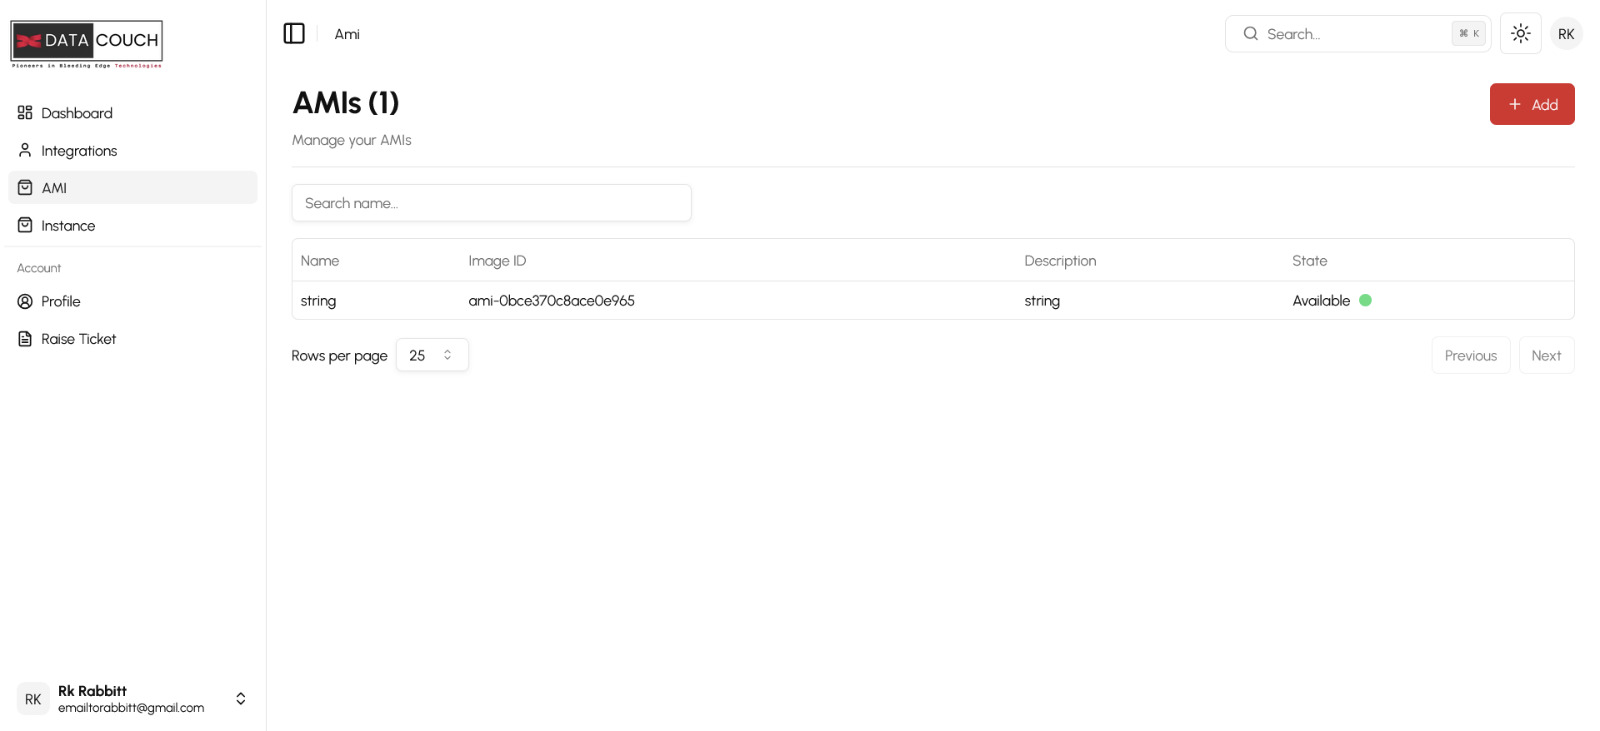 DATA COUCH
Pioneers in Bleeding Edge Technologies
Dashboard
Integrations
AMI
Instance
Account
Profile
Raise Ticket
RK
Rk Rabbitt
emailtorabbitt@gmail.com
Ami
Search...
⌘ K
RK
AMIs (1)
Manage your AMIs
+ Add
Search name...
Name Image ID Description State
string ami-0bce370c8ace0e965 string Available
Rows per page 25
Previous Next